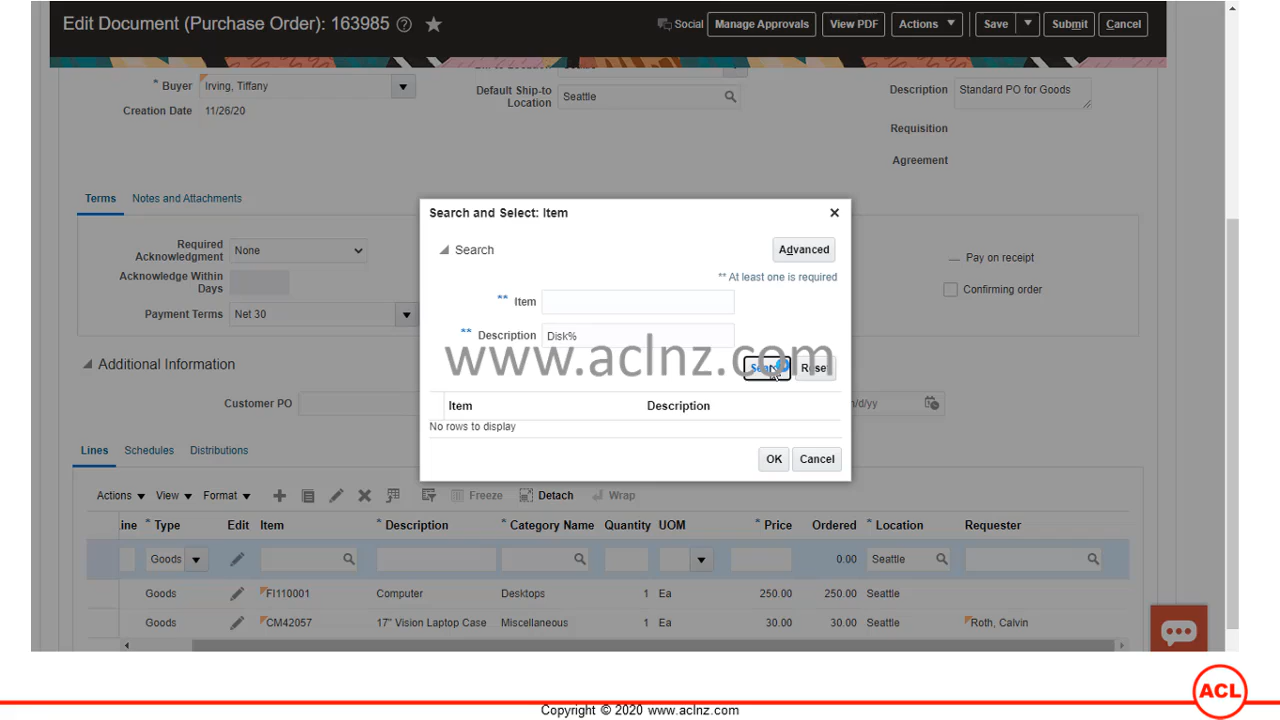 Edit Document (Purchase Order): 163985 ?
Social Manage Approvals View PDF Actions Save Submit Cancel
* Buyer Irving, Tiffany
Creation Date 11/26/20
Default Ship-to Location Seattle
Description Standard PO for Goods
Requisition
Agreement
Terms Notes and Attachments
Required Acknowledgment None
Acknowledge Within Days
Payment Terms Net 30
Pay on receipt
Confirming order
Additional Information
Customer PO
Search and Select: Item
Search Advanced
** At least one is required
** Item
** Description Disk%
www.aclnz.com
Reset
Item Description
No rows to display
OK Cancel
Lines Schedules Distributions
Actions View Format Freeze Detach Wrap
ine * Type Edit Item * Description * Category Name Quantity UOM * Price Ordered * Location Requester
Goods 0.00 Seattle
Goods FI110001 Computer Desktops 1 Ea 250.00 250.00 Seattle
Goods CM42057 17" Vision Laptop Case Miscellaneous 1 Ea 30.00 30.00 Seattle Roth, Calvin
ACL
Copyright © 2020 www.aclnz.com